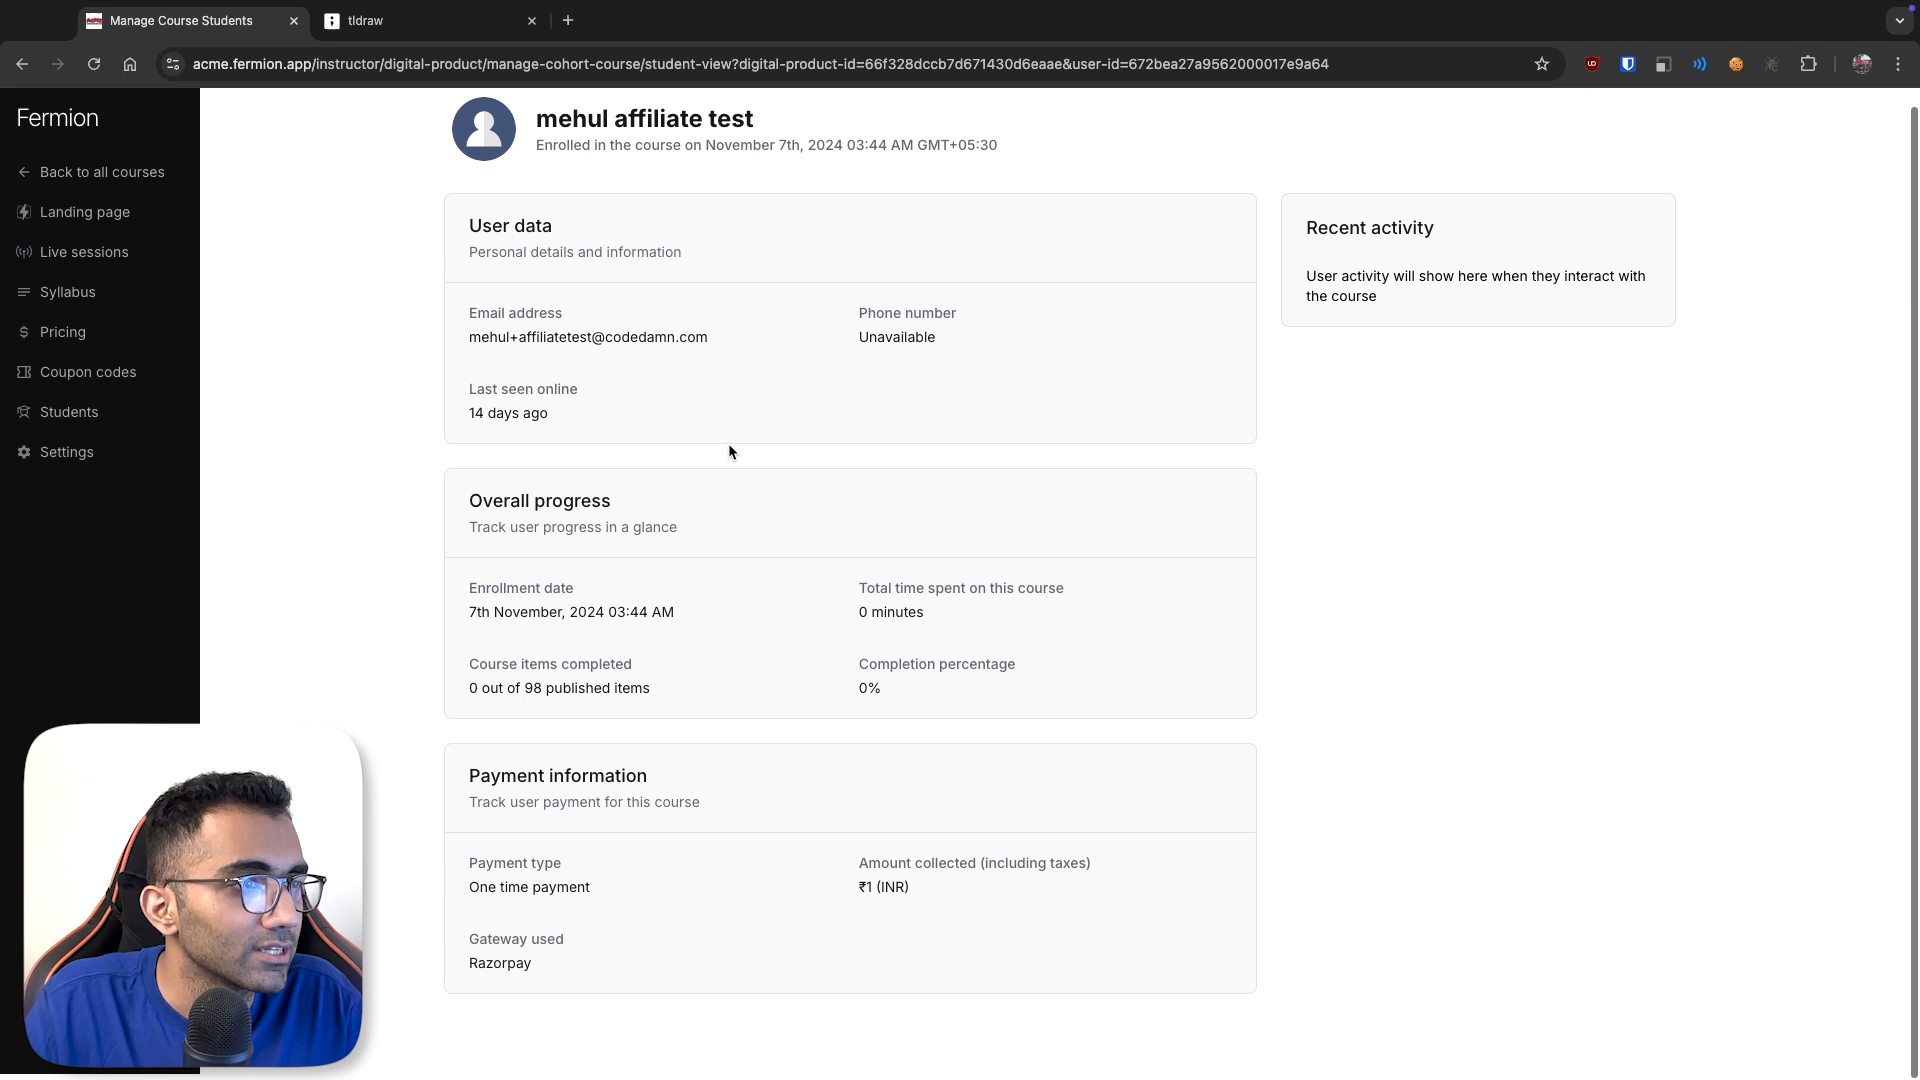 Manage Course Students
tldraw
acme.fermion.app/instructor/digital-product/manage-cohort-course/student-view?digital-product-id=66f328dccb7d671430d6eaae&user-id=672bea27a9562000017e9a64
Fermion
Back to all courses
Landing page
Live sessions
Syllabus
Pricing
Coupon codes
Students
Settings
mehul affiliate test
Enrolled in the course on November 7th, 2024 03:44 AM GMT+05:30
User data
Personal details and information
Email address
mehul+affiliatetest@codedamn.com
Phone number
Unavailable
Last seen online
14 days ago
Overall progress
Track user progress in a glance
Enrollment date
7th November, 2024 03:44 AM
Total time spent on this course
0 minutes
Course items completed
0 out of 98 published items
Completion percentage
0%
Payment information
Track user payment for this course
Payment type
One time payment
Amount collected (including taxes)
₹1 (INR)
Gateway used
Razorpay
Recent activity
User activity will show here when they interact with
the course